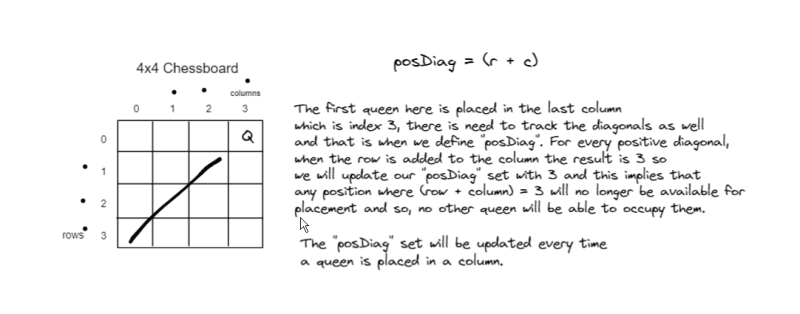 posDiag = (r + c)
4x4 Chessboard
columns
0 1 2 3
0 Q
1
2
rows 3
The first queen here is placed in the last column
which is index 3, there is need to track the diagonals as well
and that is when we define "posDiag". For every positive diagonal,
when the row is added to the column the result is 3 so
we will update our "posDiag" set with 3 and this implies that
any position where (row + column) = 3 will no longer be available for
placement and so, no other queen will be able to occupy them.
The "posDiag" set will be updated every time
a queen is placed in a column.